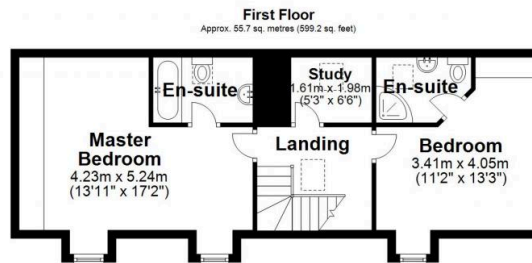 First Floor
Approx. 55.7 sq. metres (599.2 sq. feet)
En-suite
Study
1.61m x 1.98m
(5'3" x 6'6")
En-suite
Master
Bedroom
4.23m x 5.24m
(13'11" x 17'2")
Landing
Bedroom
3.41m x 4.05m
(11'2" x 13'3")